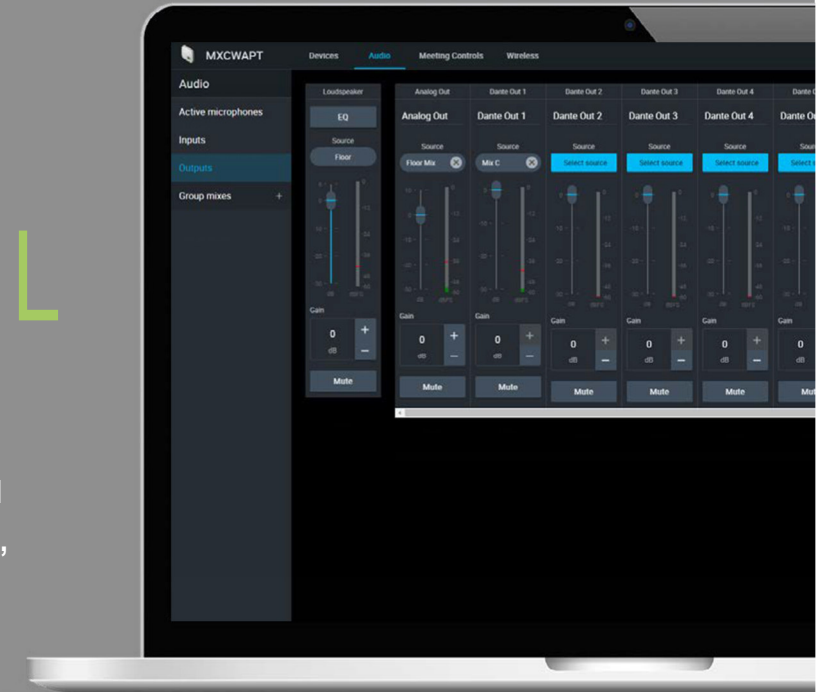 MXCWAPT
Devices Audio Meeting Controls Wireless
Audio
Active microphones
Inputs
Outputs
Group mixes +
Loudspeaker Analog Out Dante Out 1 Dante Out 2 Dante Out 3 Dante Out 4
EQ Analog Out Dante Out 1 Dante Out 2 Dante Out 3 Dante Out 4
Source Source Source Source Source Source
Floor Floor Mix Mix C Select source Select source Select source
Gain Gain Gain Gain Gain Gain Gain
0 + 0 + 0 + 0 + 0 + 0 + 0
dB – dB – dB – dB – dB – dB – dB
Mute Mute Mute Mute Mute Mute
L
,